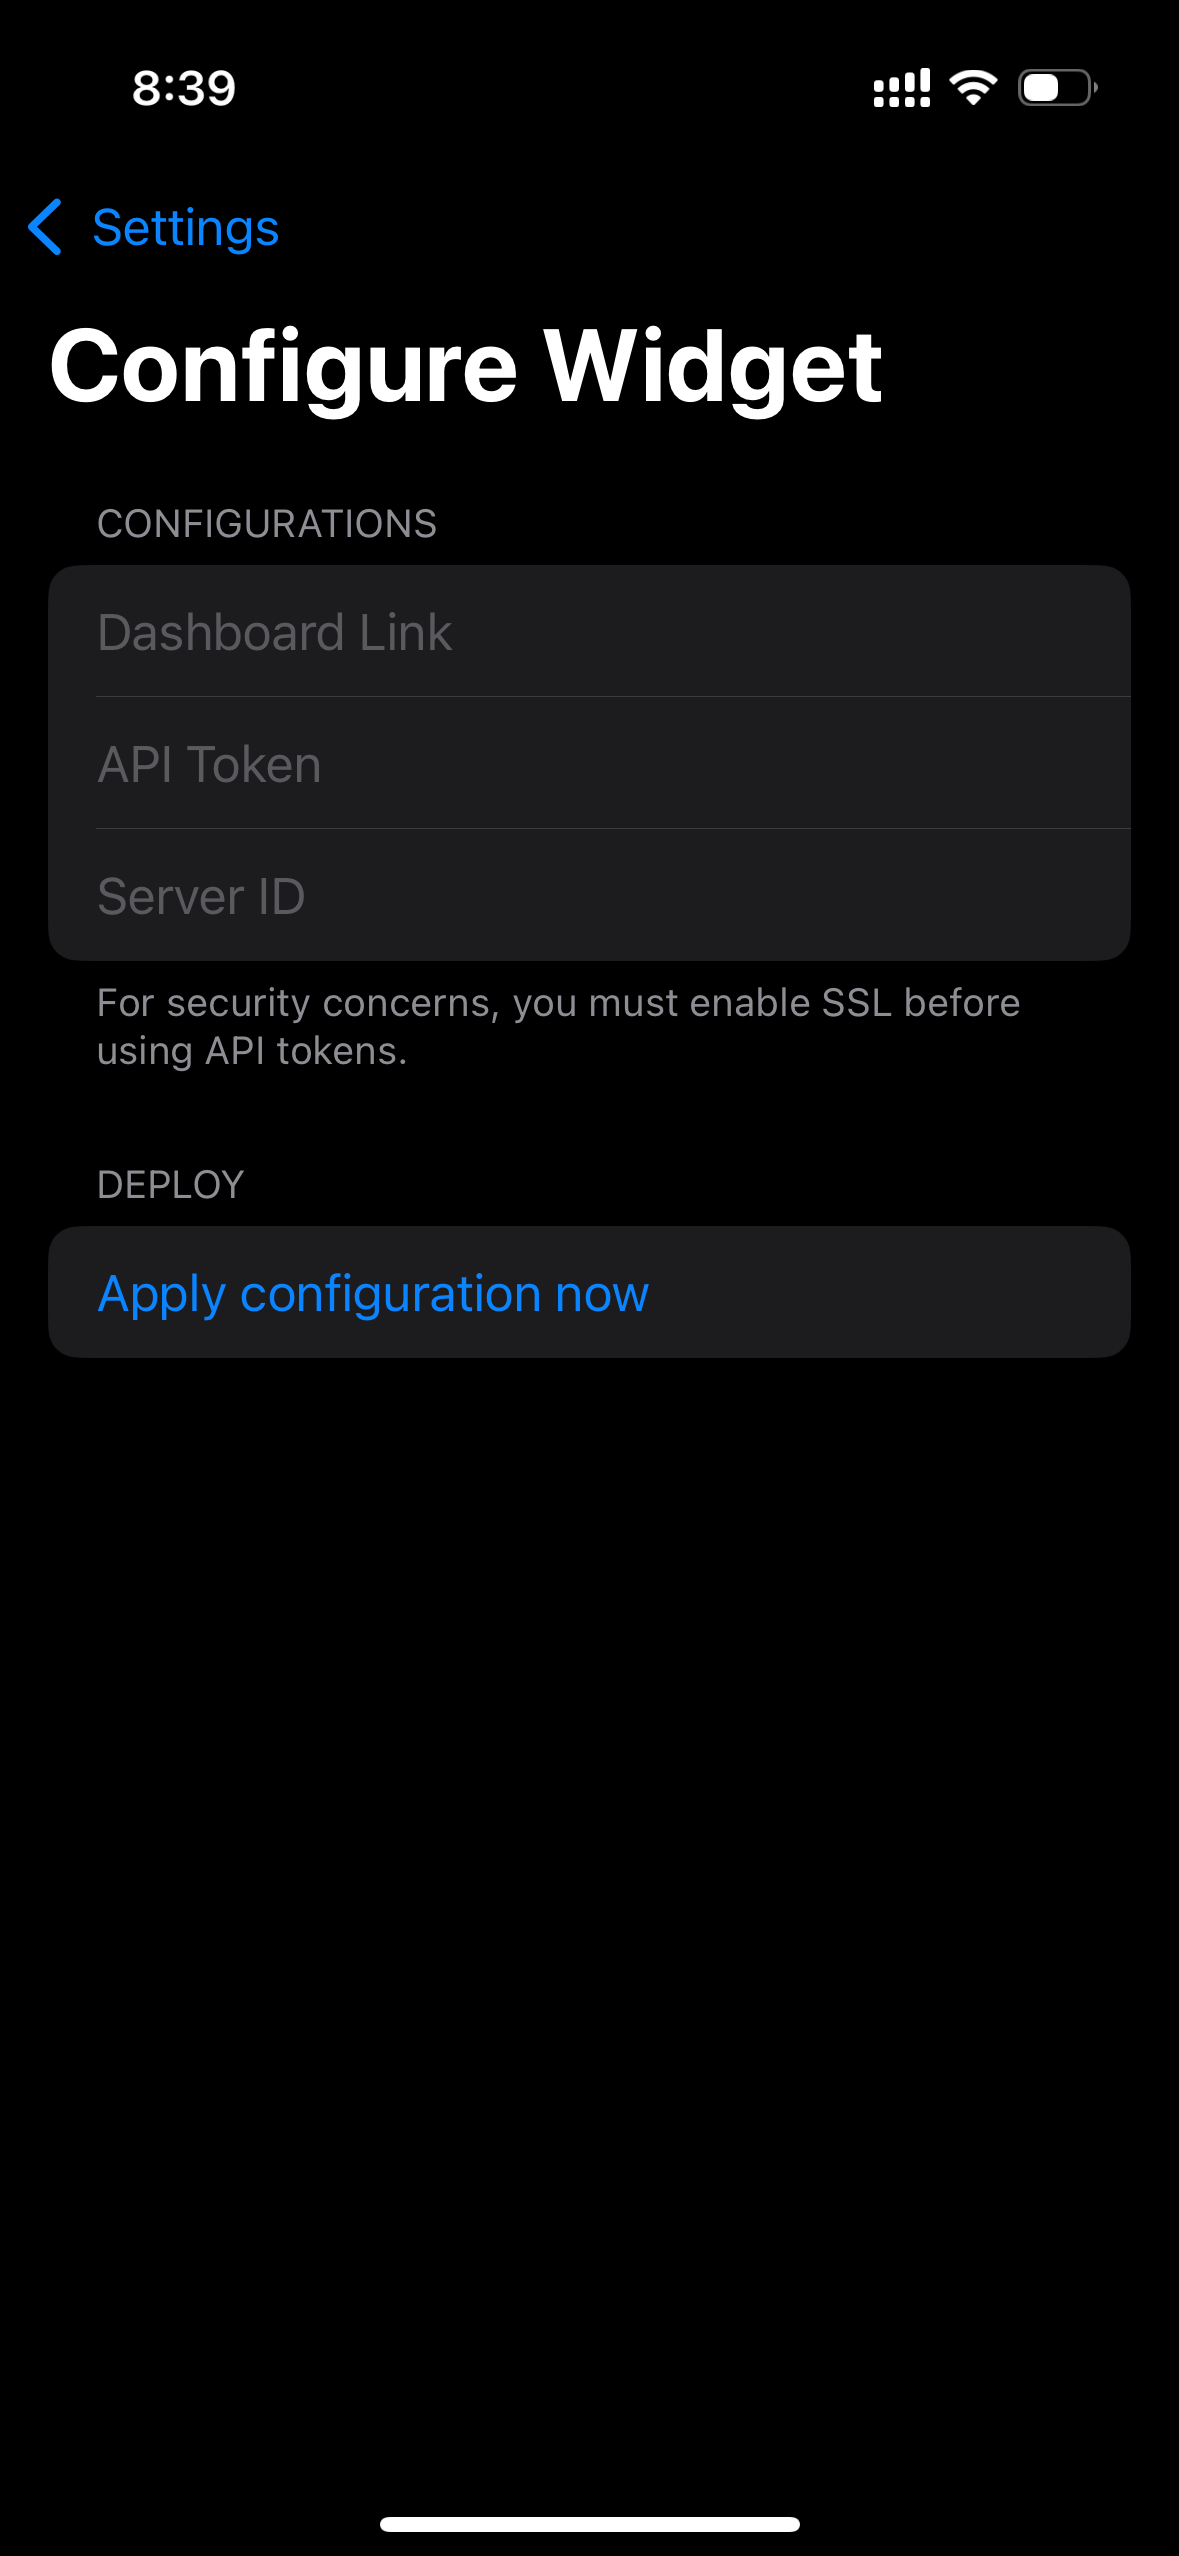 8:39
Settings
Configure Widget
CONFIGURATIONS
Dashboard Link
API Token
Server ID
For security concerns, you must enable SSL before
using API tokens.
DEPLOY
Apply configuration now